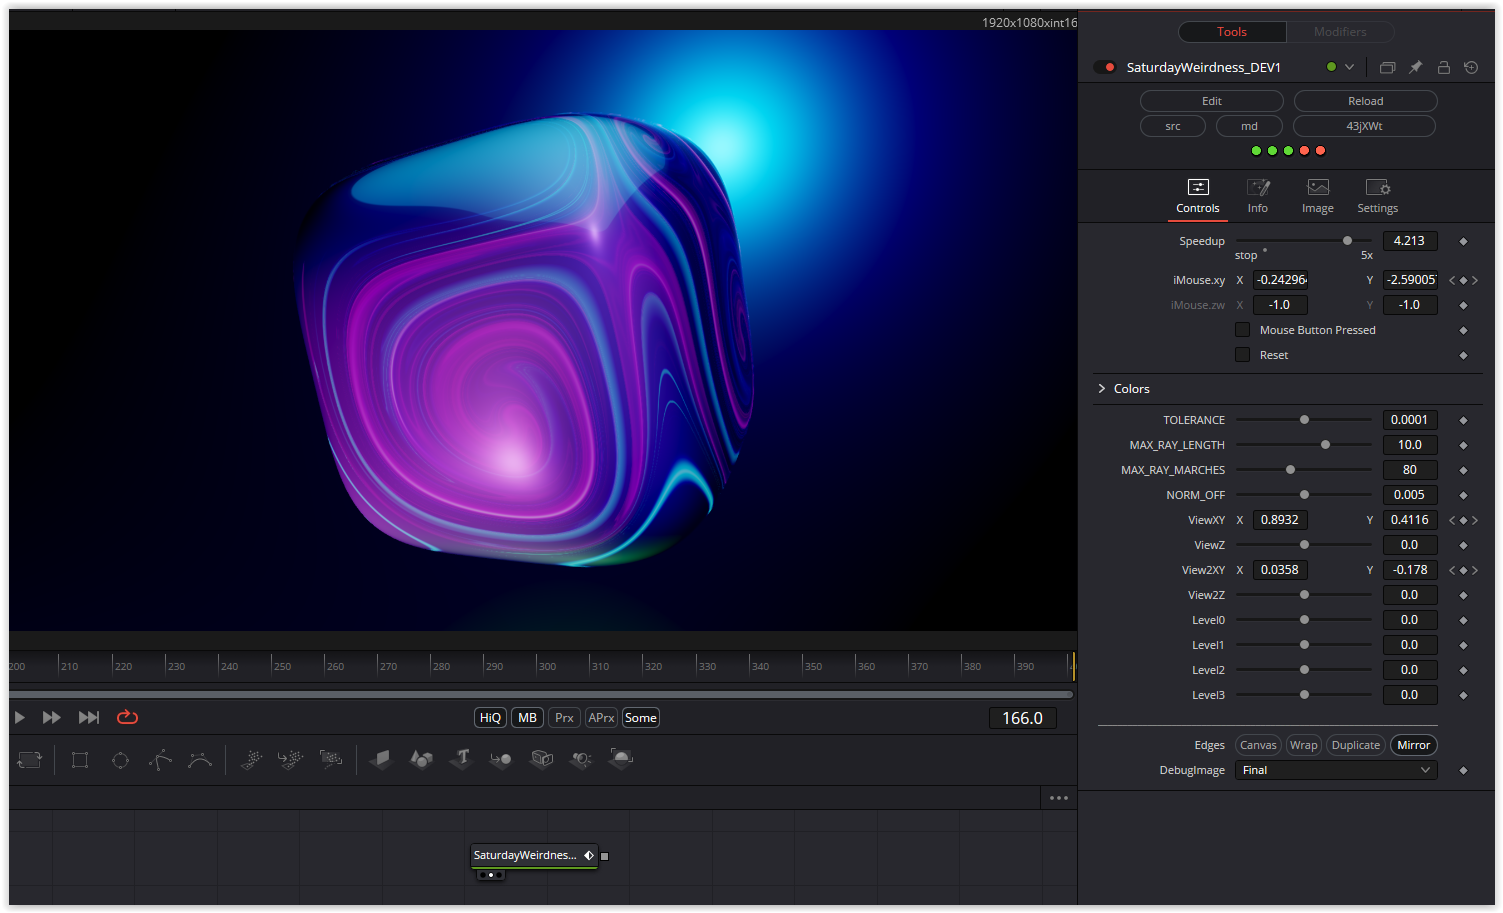 1920x1080xint16
Tools Modifiers
SaturdayWeirdness_DEV1
Edit Reload
src md 43jXWt
Controls Info Image Settings
Speedup 4.213
stop 5x
iMouse.xy X -0.24296 Y -2.59005
iMouse.zw X -1.0 Y -1.0
Mouse Button Pressed
Reset
Colors
TOLERANCE 0.0001
MAX_RAY_LENGTH 10.0
MAX_RAY_MARCHES 80
NORM_OFF 0.005
ViewXY X 0.8932 Y 0.4116
ViewZ 0.0
View2XY X 0.0358 Y -0.178
View2Z 0.0
Level0 0.0
Level1 0.0
Level2 0.0
Level3 0.0
Edges Canvas Wrap Duplicate Mirror
DebugImage Final
200 210 220 230 240 250 260 270 280 290 300 310 320 330 340 350 360 370 380 390
HiQ MB Prx APrx Some 166.0
SaturdayWeirdnes...